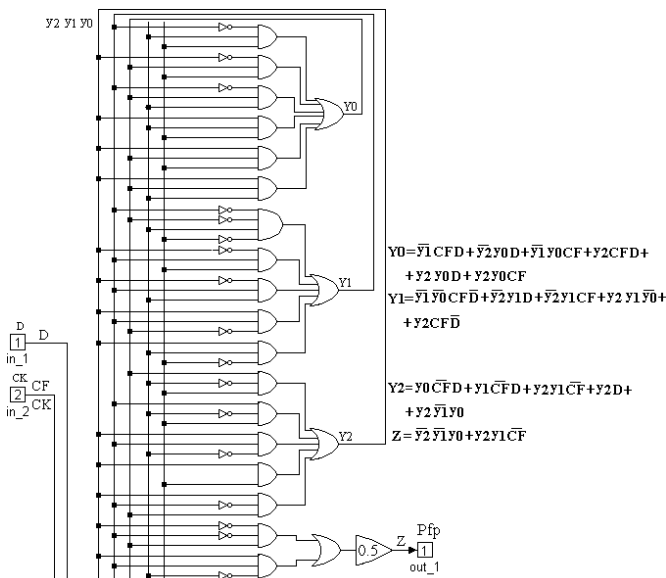 y2 y1 y0
Y0
Y0=y̅1CFD+y̅2y0D+y̅1y0CF+y2CFD+
+y2y0D+y2y0CF
Y1
Y1=y̅1y̅0CFD̅+y̅2y1D+y̅2y1CF+y2y1y̅0+
+y2CFD̅
D
1
D
in_1
CK
2
CF
in_2
CK
Y2=y0C̅F̅D+y1C̅F̅D+y2y1C̅F̅+y2D+
+y2y̅1y0
Y2
Z=y̅2y̅1y0+y2y1C̅F̅
0.5
Z
Pfp
1
out_1